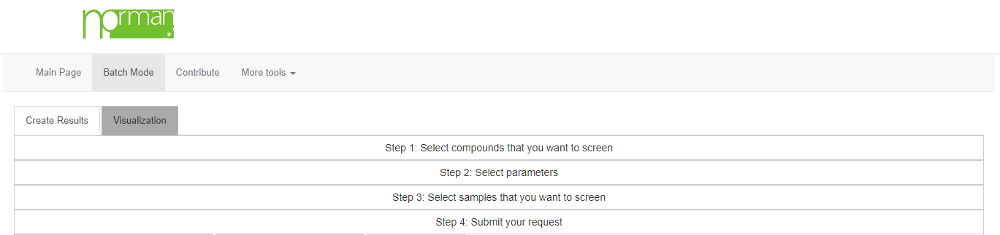 norman
Main Page Batch Mode Contribute More tools
Create Results Visualization
Step 1: Select compounds that you want to screen
Step 2: Select parameters
Step 3: Select samples that you want to screen
Step 4: Submit your request